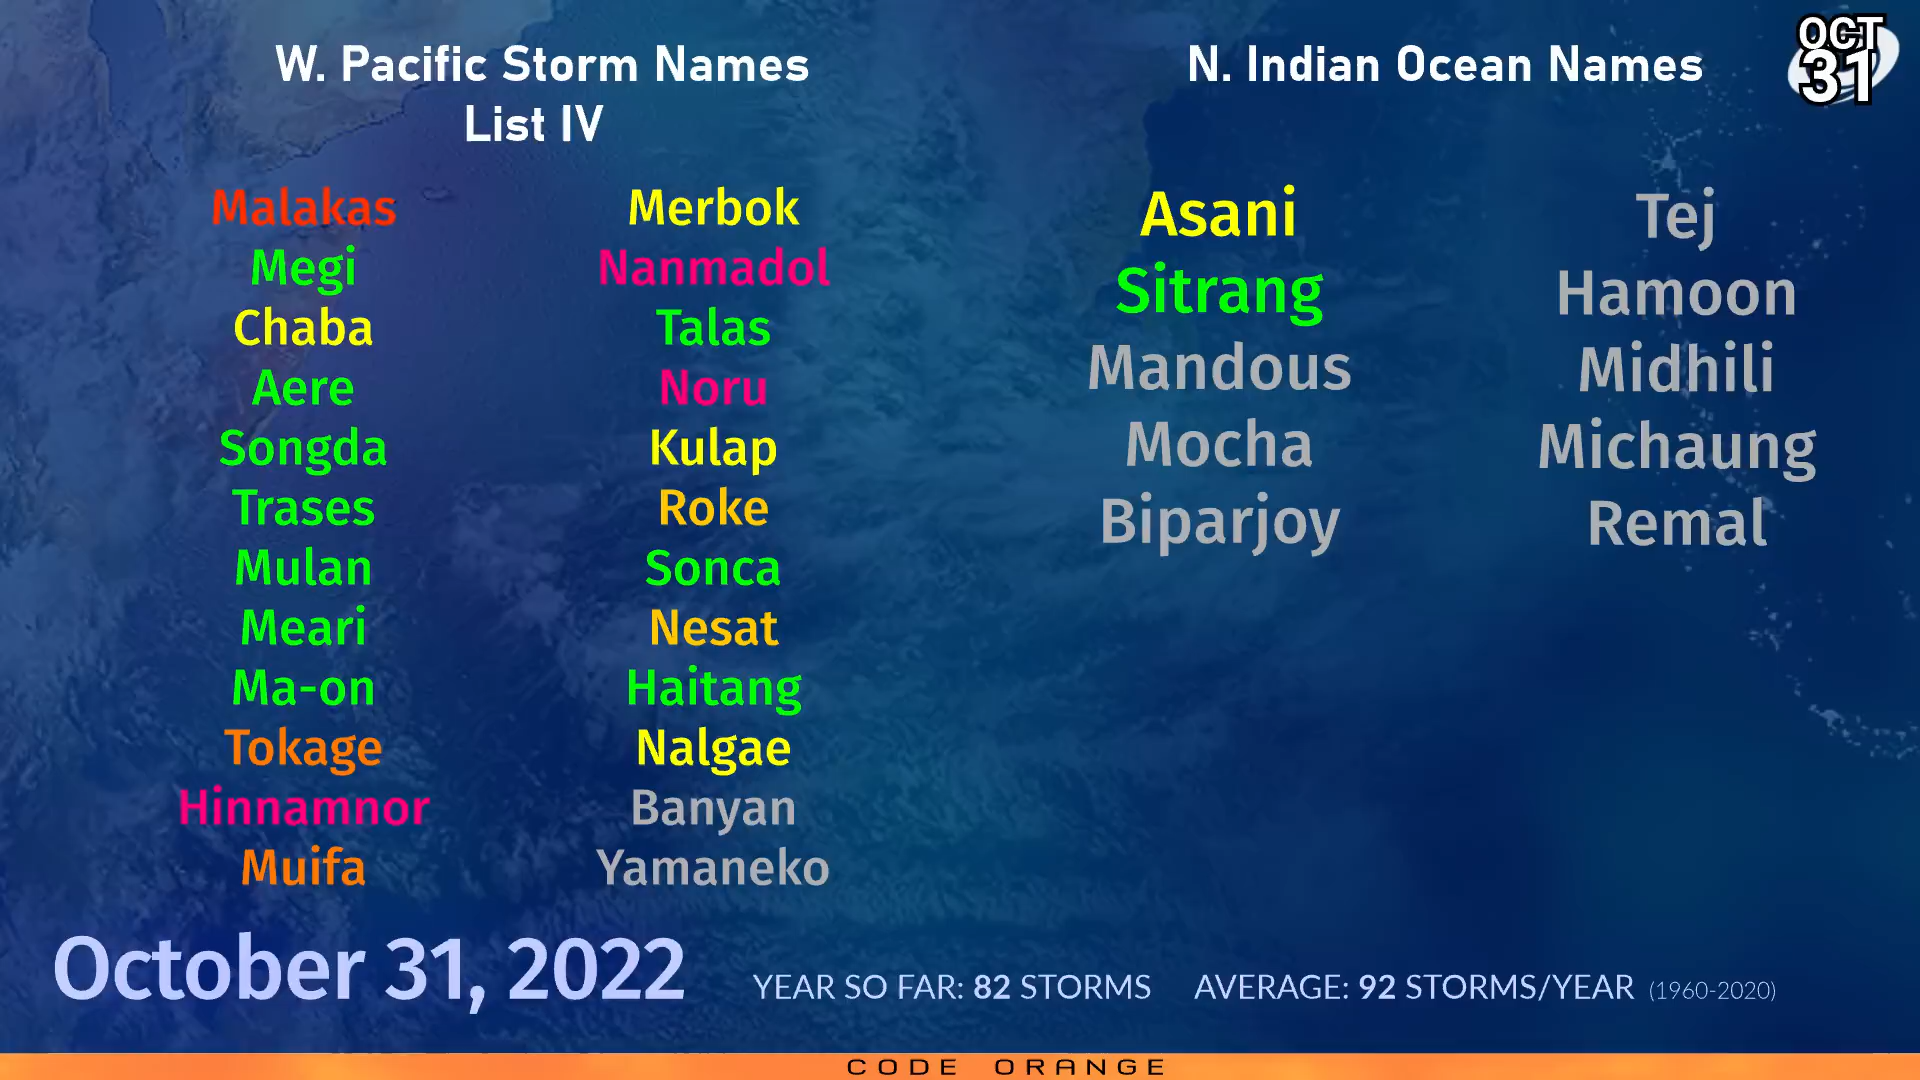 W. Pacific Storm Names
List IV
Malakas
Megi
Chaba
Aere
Songda
Trases
Mulan
Meari
Ma-on
Tokage
Hinnamnor
Muifa
Merbok
Nanmadol
Talas
Noru
Kulap
Roke
Sonca
Nesat
Haitang
Nalgae
Banyan
Yamaneko
N. Indian Ocean Names
Asani
Sitrang
Mandous
Mocha
Biparjoy
Tej
Hamoon
Midhili
Michaung
Remal
OCT
31
October 31, 2022
YEAR SO FAR: 82 STORMS
AVERAGE: 92 STORMS/YEAR (1960-2020)
CODE ORANGE